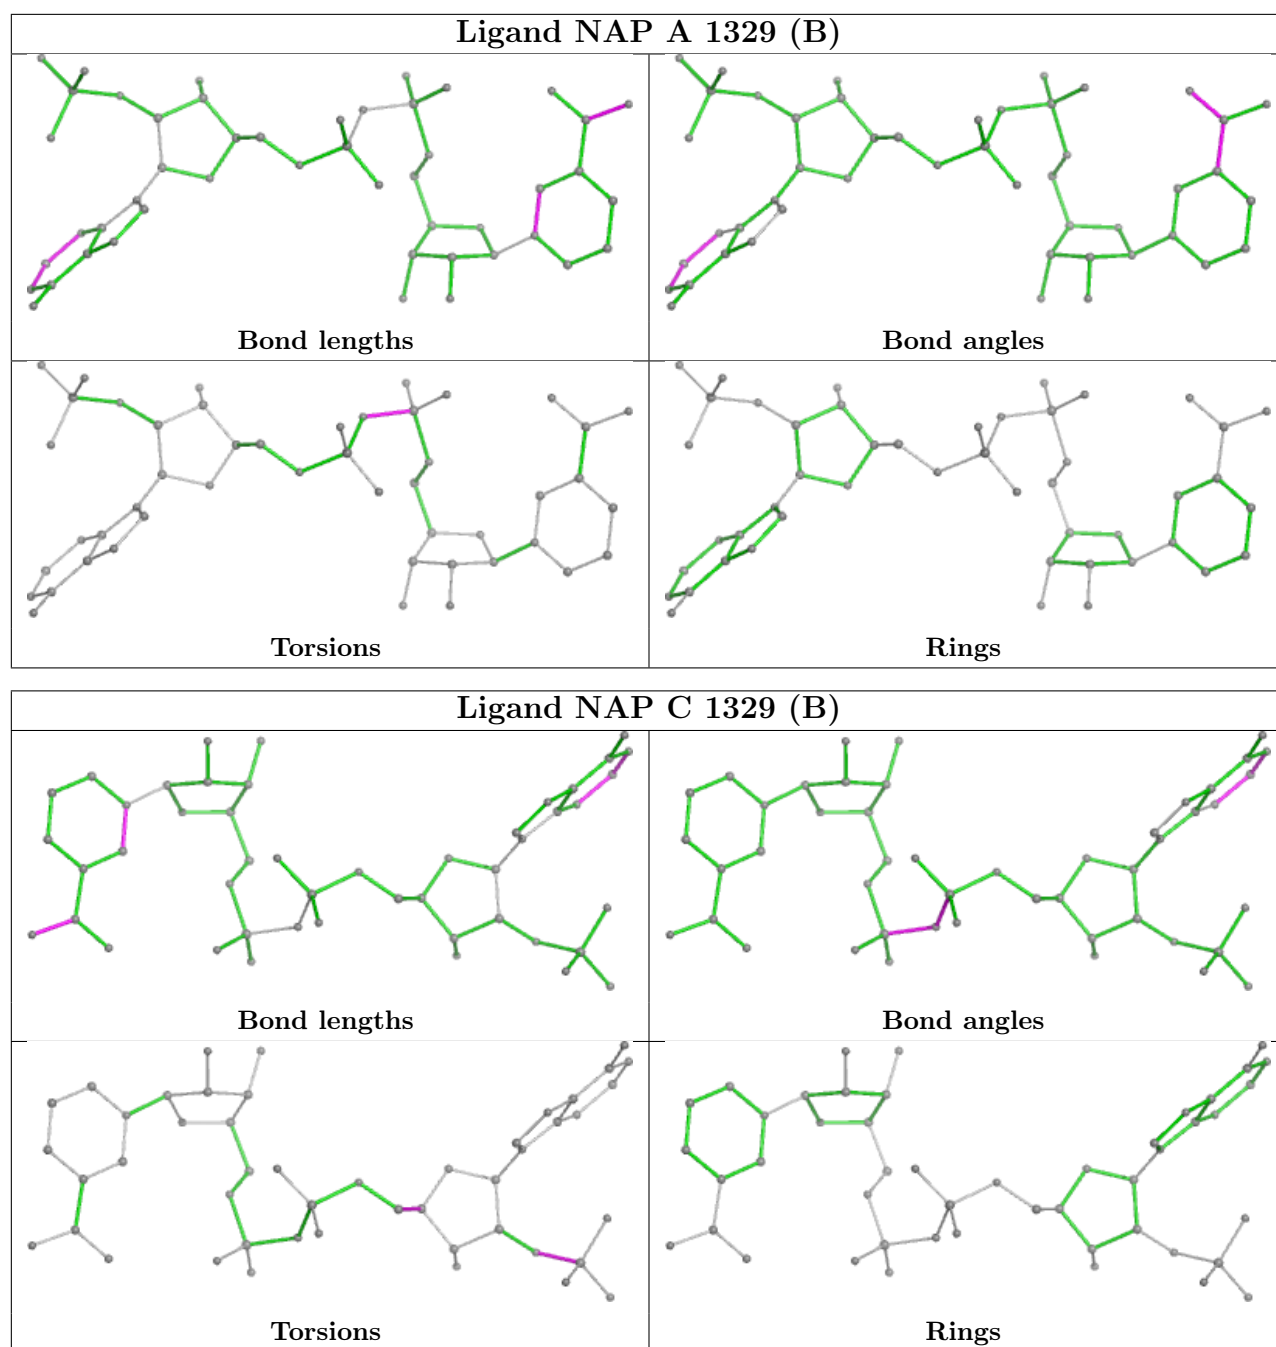 Ligand NAP A 1329 (B)
Bond lengths
Bond angles
Torsions
Rings
Ligand NAP C 1329 (B)
Bond lengths
Bond angles
Torsions
Rings